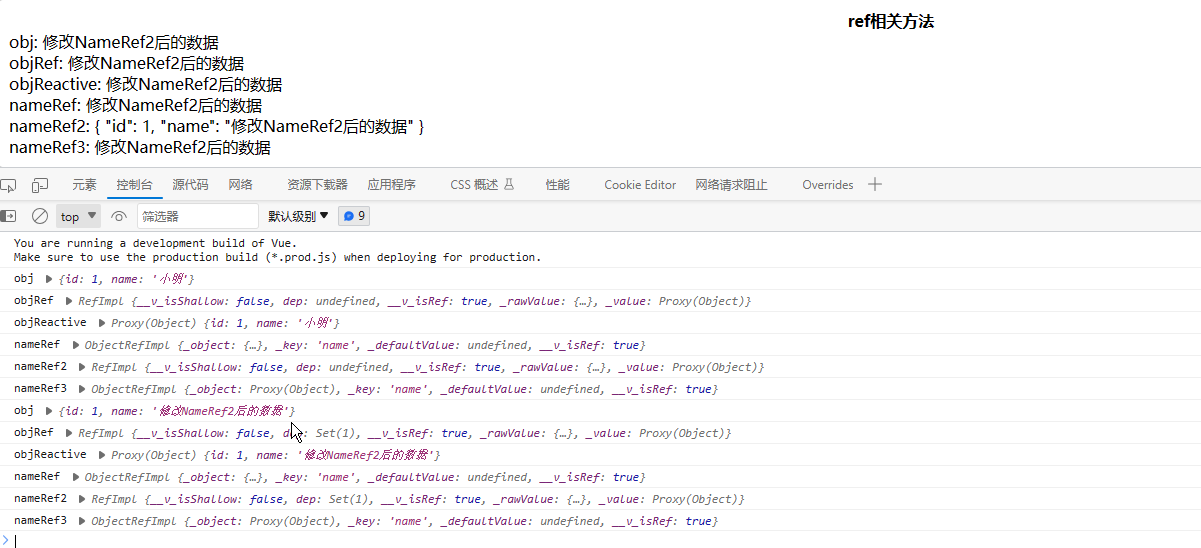 ref相关方法
obj: 修改NameRef2后的数据
objRef: 修改NameRef2后的数据
objReactive: 修改NameRef2后的数据
nameRef: 修改NameRef2后的数据
nameRef2: { "id": 1, "name": "修改NameRef2后的数据" }
nameRef3: 修改NameRef2后的数据
元素 控制台 源代码 网络 资源下载器 应用程序 CSS 概述 性能 Cookie Editor 网络请求阻止 Overrides
top 筛选器 默认级别 9
You are running a development build of Vue.
Make sure to use the production build (*.prod.js) when deploying for production.
obj {id: 1, name: '小明'}
objRef RefImpl {__v_isShallow: false, dep: undefined, __v_isRef: true, _rawValue: {…}, _value: Proxy(Object)}
objReactive Proxy(Object) {id: 1, name: '小明'}
nameRef ObjectRefImpl {_object: {…}, _key: 'name', _defaultValue: undefined, __v_isRef: true}
nameRef2 RefImpl {__v_isShallow: false, dep: undefined, __v_isRef: true, _rawValue: {…}, _value: Proxy(Object)}
nameRef3 ObjectRefImpl {_object: Proxy(Object), _key: 'name', _defaultValue: undefined, __v_isRef: true}
obj {id: 1, name: '修改NameRef2后的数据'}
objRef RefImpl {__v_isShallow: false, dep: Set(1), __v_isRef: true, _rawValue: {…}, _value: Proxy(Object)}
objReactive Proxy(Object) {id: 1, name: '修改NameRef2后的数据'}
nameRef ObjectRefImpl {_object: {…}, _key: 'name', _defaultValue: undefined, __v_isRef: true}
nameRef2 RefImpl {__v_isShallow: false, dep: Set(1), __v_isRef: true, _rawValue: {…}, _value: Proxy(Object)}
nameRef3 ObjectRefImpl {_object: Proxy(Object), _key: 'name', _defaultValue: undefined, __v_isRef: true}